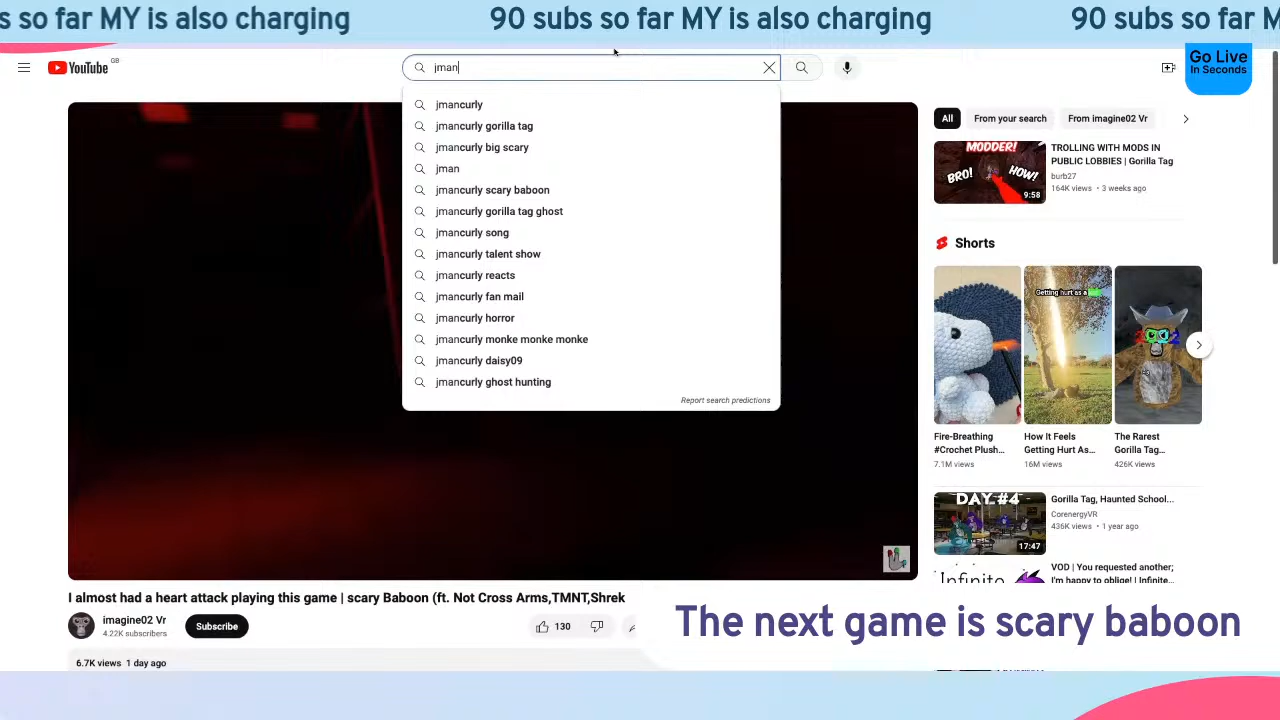 s so far MY is also charging 90 subs so far MY is also charging 90 subs so far M
YouTube GB
jman
Go Live
In Seconds
jmancurly
jmancurly gorilla tag
jmancurly big scary
jman
jmancurly scary baboon
jmancurly gorilla tag ghost
jmancurly song
jmancurly talent show
jmancurly reacts
jmancurly fan mail
jmancurly horror
jmancurly monke monke monke
jmancurly daisy09
jmancurly ghost hunting
Report search predictions
All From your search From imagine02 Vr
MODDER!
BRO!
HOW!
9:58
TROLLING WITH MODS IN
PUBLIC LOBBIES | Gorilla Tag
burb27
164K views • 3 weeks ago
Shorts
Getting hurt as a
Fire-Breathing
#Crochet Plush...
7.1M views
How It Feels
Getting Hurt As...
16M views
The Rarest
Gorilla Tag...
426K views
DAY #4
17:47
Gorilla Tag, Haunted School...
CorenergyVR
436K views • 1 year ago
Infinite
VOD | You requested another;
I'm happy to oblige! | Infinite...
I almost had a heart attack playing this game | scary Baboon (ft. Not Cross Arms,TMNT,Shrek
imagine02 Vr
4.22K subscribers
Subscribe
130
The next game is scary baboon
6.7K views 1 day ago